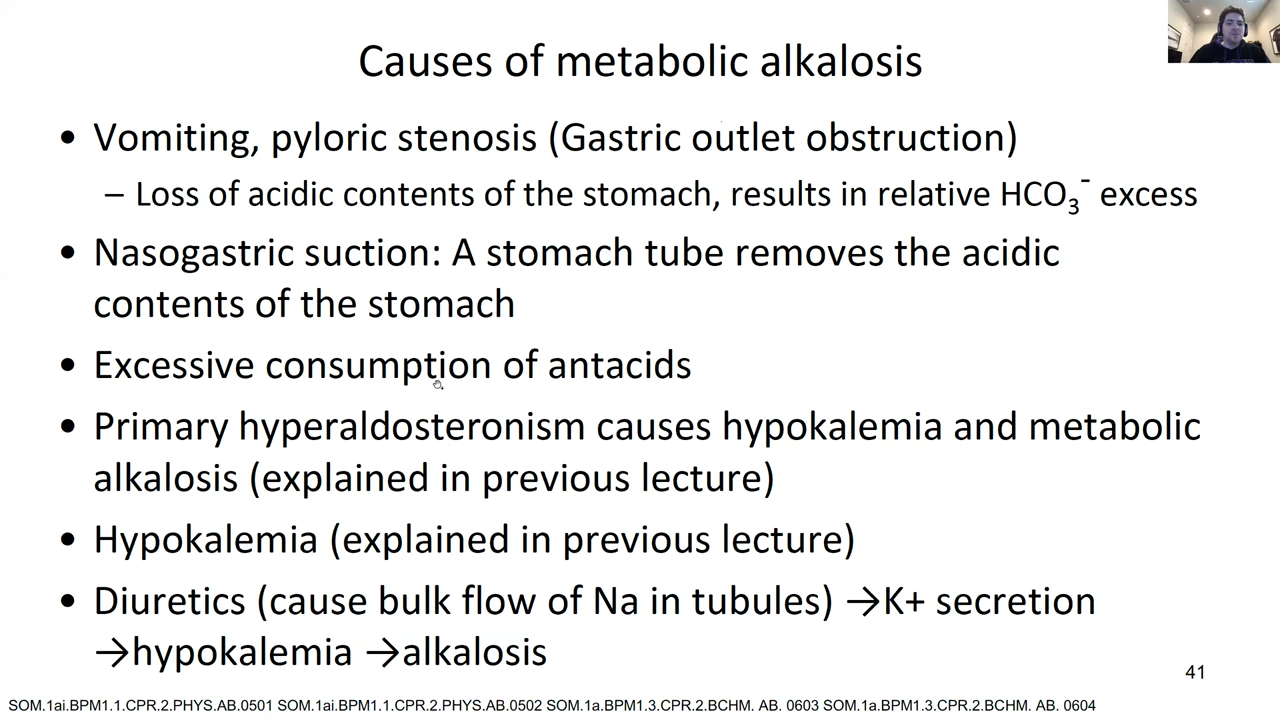 Causes of metabolic alkalosis
• Vomiting, pyloric stenosis (Gastric outlet obstruction)
– Loss of acidic contents of the stomach, results in relative HCO₃⁻ excess
• Nasogastric suction: A stomach tube removes the acidic
contents of the stomach
• Excessive consumption of antacids
• Primary hyperaldosteronism causes hypokalemia and metabolic
alkalosis (explained in previous lecture)
• Hypokalemia (explained in previous lecture)
• Diuretics (cause bulk flow of Na in tubules) →K+ secretion
→hypokalemia →alkalosis
41
SOM.1ai.BPM1.1.CPR.2.PHYS.AB.0501 SOM.1ai.BPM1.1.CPR.2.PHYS.AB.0502 SOM.1a.BPM1.3.CPR.2.BCHM. AB. 0603 SOM.1a.BPM1.3.CPR.2.BCHM. AB. 0604